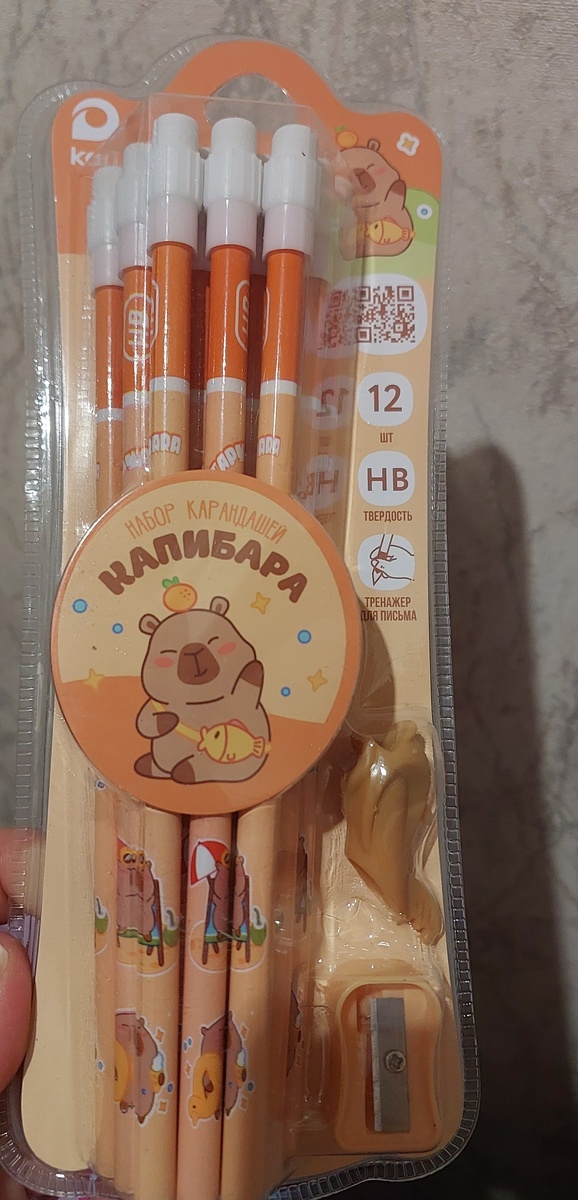 12
ШТ
HB
ТВЕРДОСТЬ
ТРЕНАЖЕР
ДЛЯ ПИСЬМА
НАБОР КАРАНДАШЕЙ
КАПИБАРА
HB